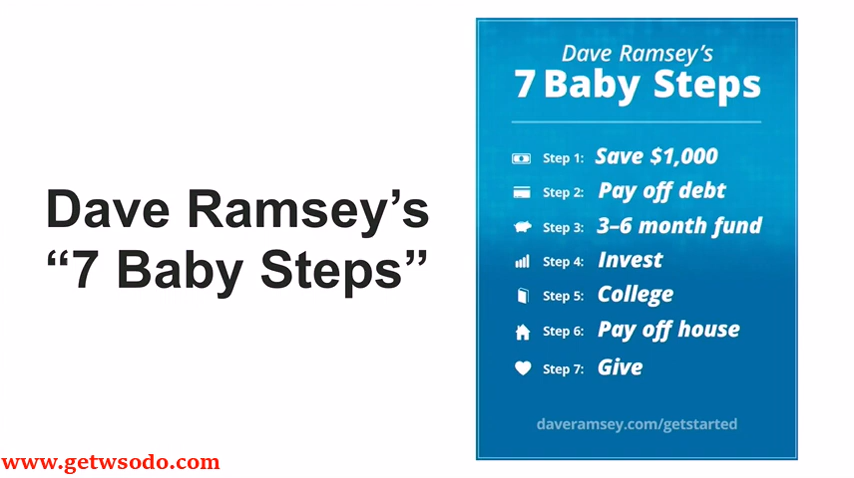 Dave Ramsey’s
“7 Baby Steps”
Dave Ramsey’s
7 Baby Steps
Step 1: Save $1,000
Step 2: Pay off debt
Step 3: 3–6 month fund
Step 4: Invest
Step 5: College
Step 6: Pay off house
Step 7: Give
daveramsey.com/getstarted
www.getwsodo.com